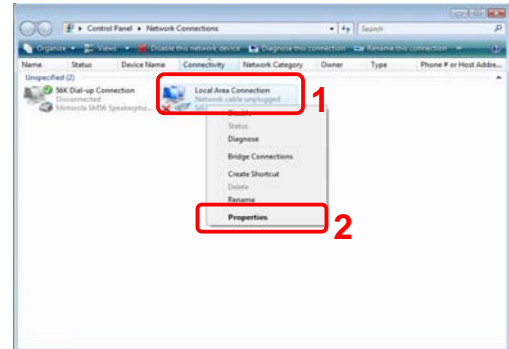 Control Panel ▸ Network Connections
Search
Organize
Views
Disable this network device
Diagnose this connection
Rename this connection
»
Name
Status
Device Name
Connectivity
Network Category
Owner
Type
Phone # or Host Addre...
Unspecified (2)
56K Dial-up Connection
Disconnected
Motorola SM56 Speakerpho...
Local Area Connection
Network cable unplugged
1
Disable
Status
Diagnose
Bridge Connections
Create Shortcut
Delete
Rename
Properties
2